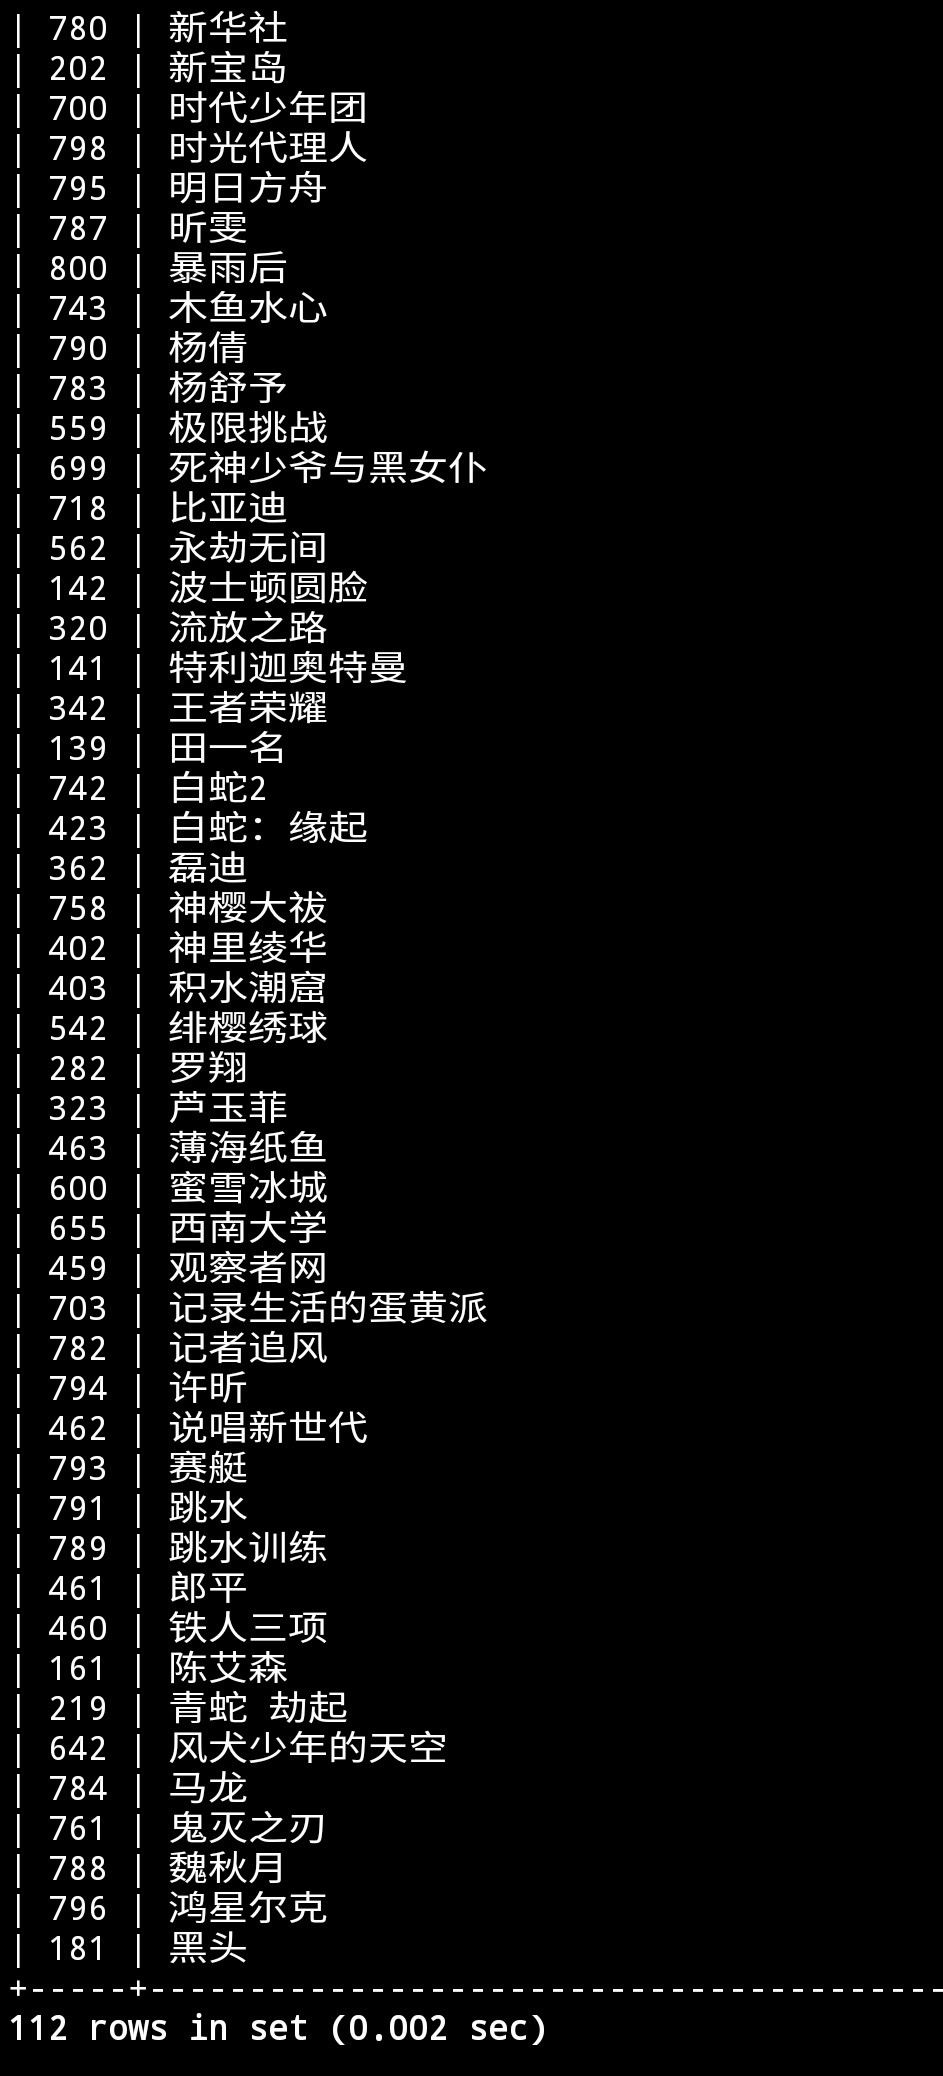 | 780 | 新华社
| 202 | 新宝岛
| 700 | 时代少年团
| 798 | 时光代理人
| 795 | 明日方舟
| 787 | 昕雯
| 800 | 暴雨后
| 743 | 木鱼水心
| 790 | 杨倩
| 783 | 杨舒予
| 559 | 极限挑战
| 699 | 死神少爷与黑女仆
| 718 | 比亚迪
| 562 | 永劫无间
| 142 | 波士顿圆脸
| 320 | 流放之路
| 141 | 特利迦奥特曼
| 342 | 王者荣耀
| 139 | 田一名
| 742 | 白蛇2
| 423 | 白蛇：缘起
| 362 | 磊迪
| 758 | 神樱大祓
| 402 | 神里绫华
| 403 | 积水潮窟
| 542 | 绯樱绣球
| 282 | 罗翔
| 323 | 芦玉菲
| 463 | 薄海纸鱼
| 600 | 蜜雪冰城
| 655 | 西南大学
| 459 | 观察者网
| 703 | 记录生活的蛋黄派
| 782 | 记者追风
| 794 | 许昕
| 462 | 说唱新世代
| 793 | 赛艇
| 791 | 跳水
| 789 | 跳水训练
| 461 | 郎平
| 460 | 铁人三项
| 161 | 陈艾森
| 219 | 青蛇 劫起
| 642 | 风犬少年的天空
| 784 | 马龙
| 761 | 鬼灭之刃
| 788 | 魏秋月
| 796 | 鸿星尔克
| 181 | 黑头
+-----+----------------------------------------
112 rows in set (0.002 sec)